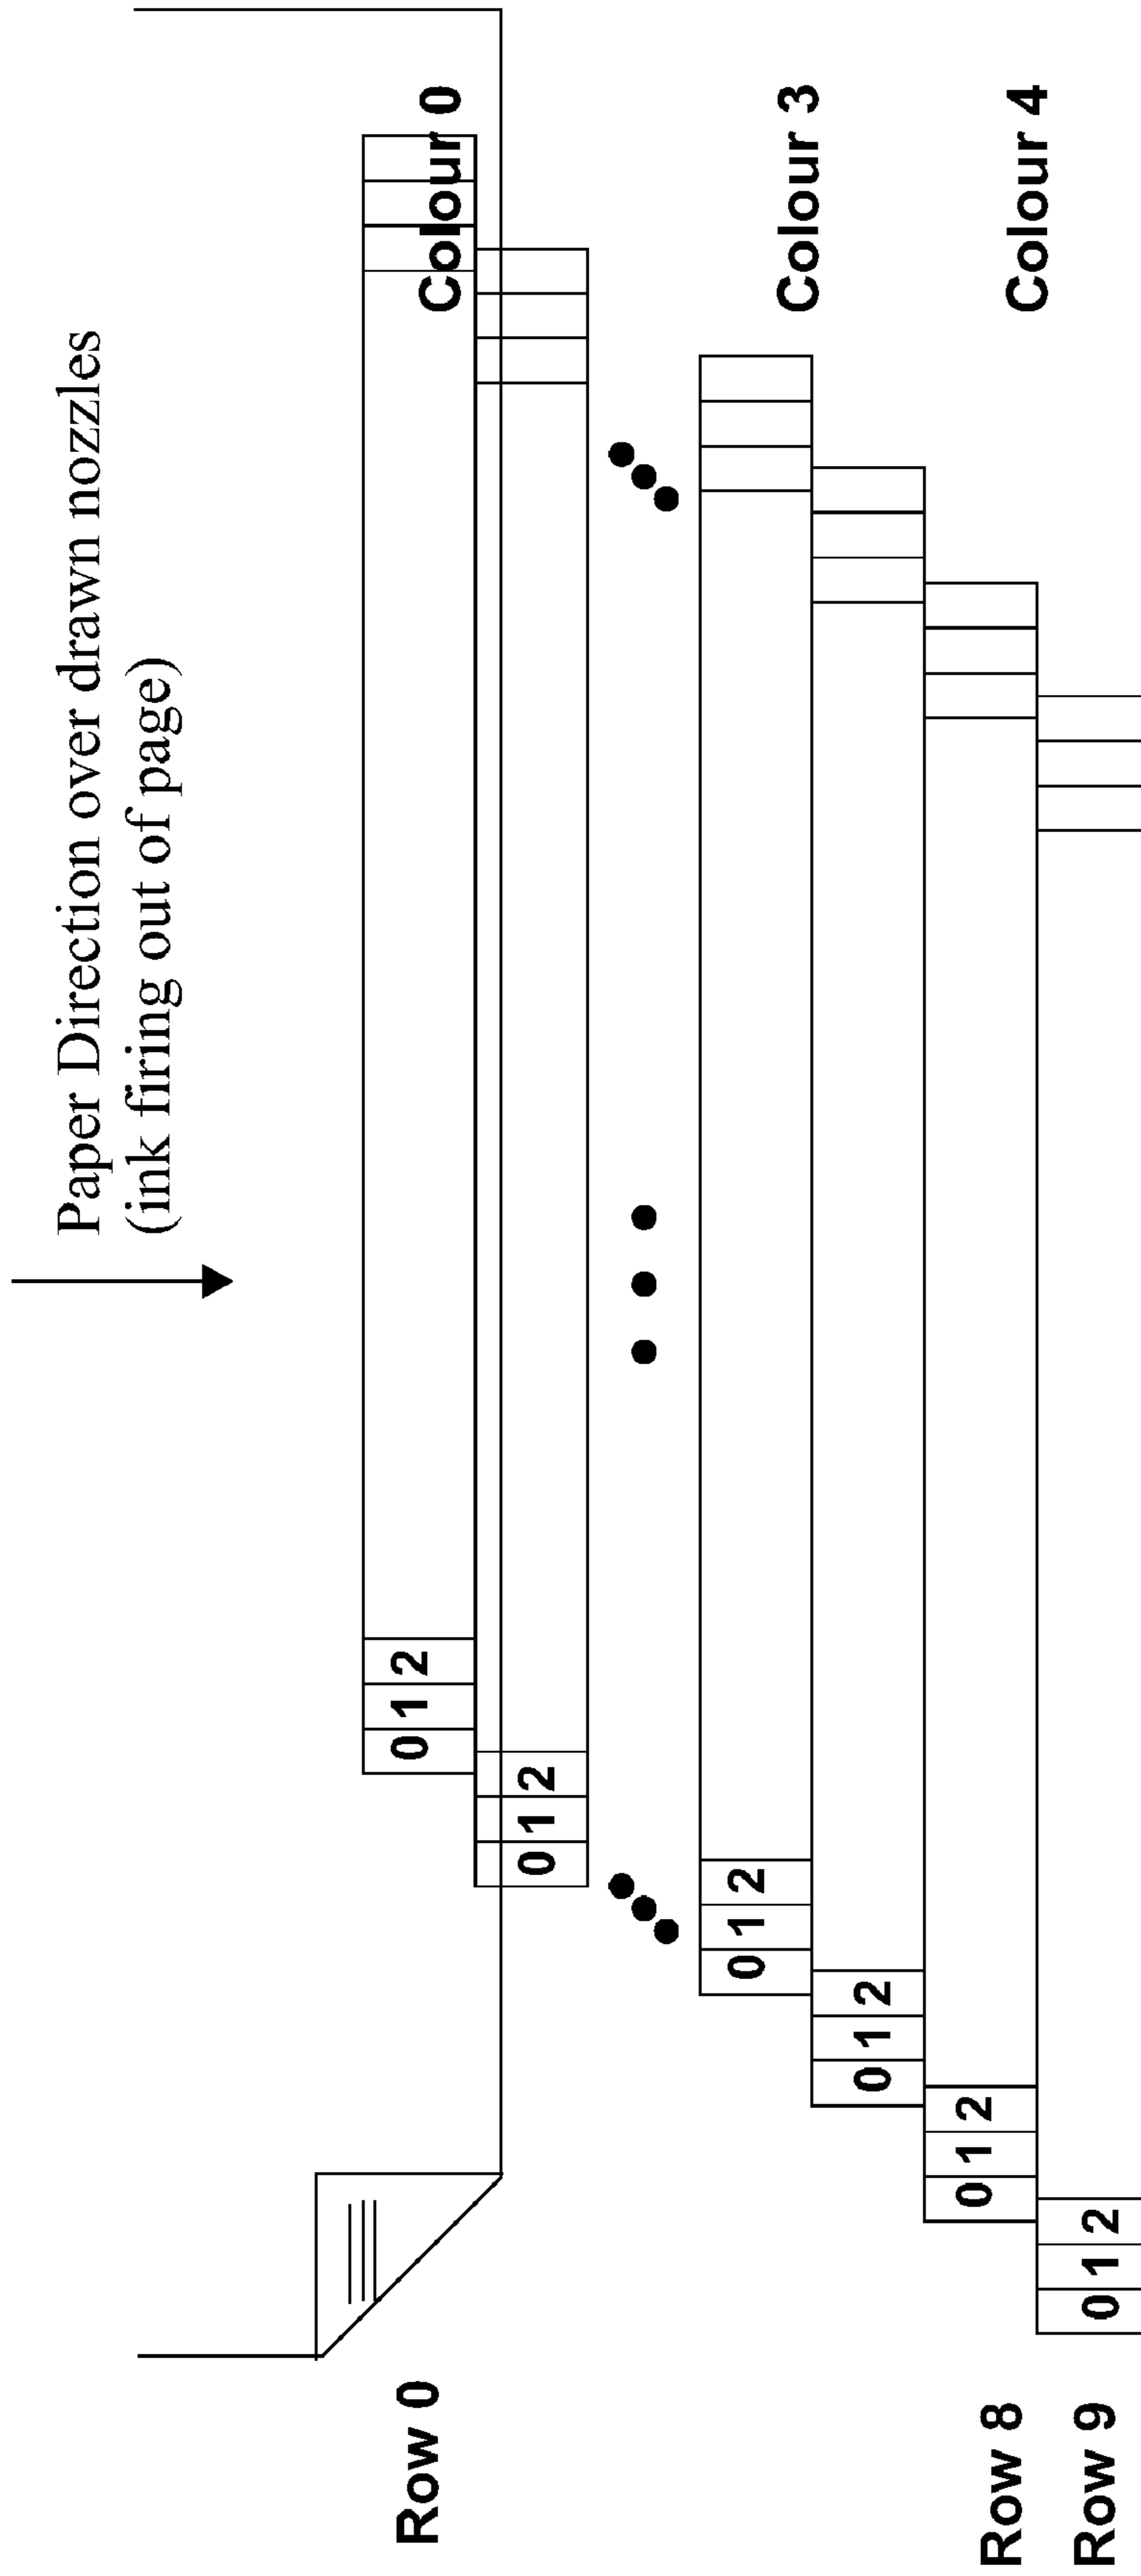 Paper Direction over drawn nozzles
(ink firing out of page)
Row 0 0 1 2 Colour 0
0 1 2
0 1 2 Colour 3
0 1 2
Row 8 0 1 2 Colour 4
Row 9 0 1 2